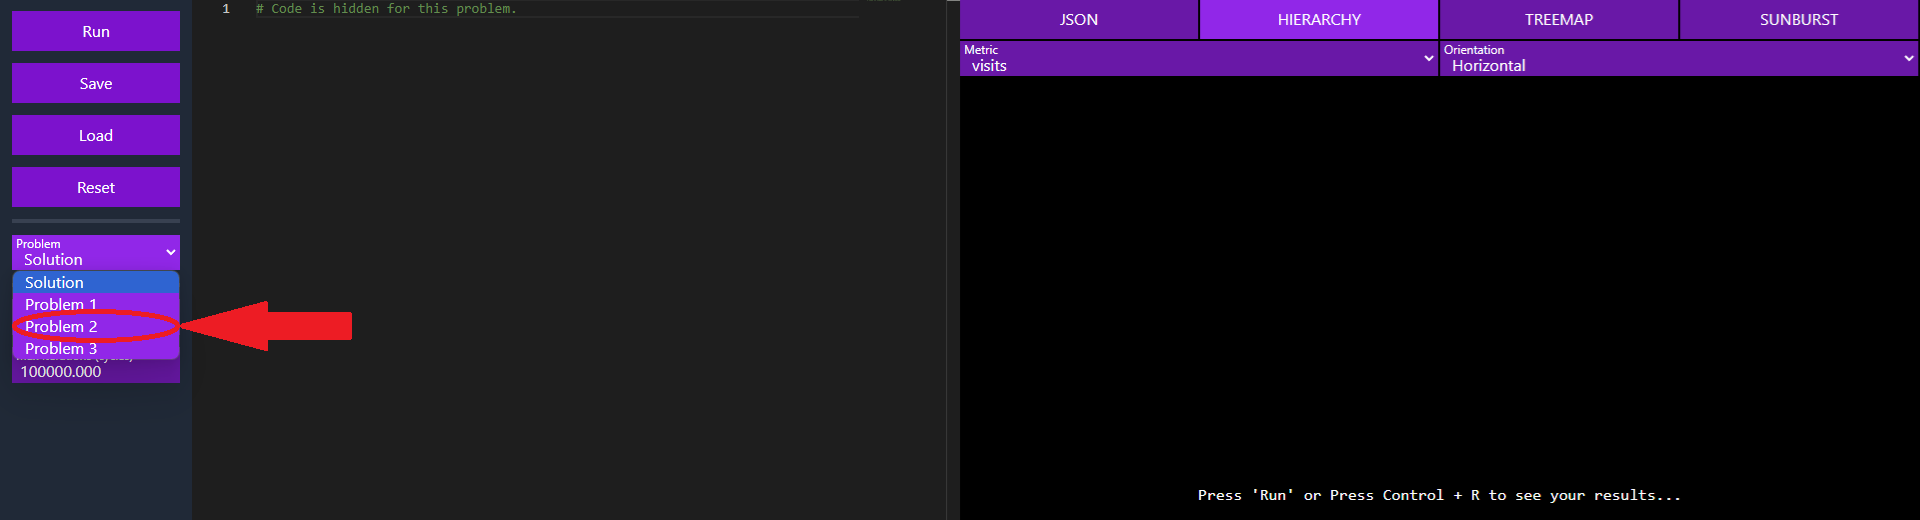 Run
Save
Load
Reset
Problem
Solution
Solution
Problem 1
Problem 2
Problem 3
100000.000
1 # Code is hidden for this problem.
JSON HIERARCHY TREEMAP SUNBURST
Metric
visits
Orientation
Horizontal
Press 'Run' or Press Control + R to see your results...